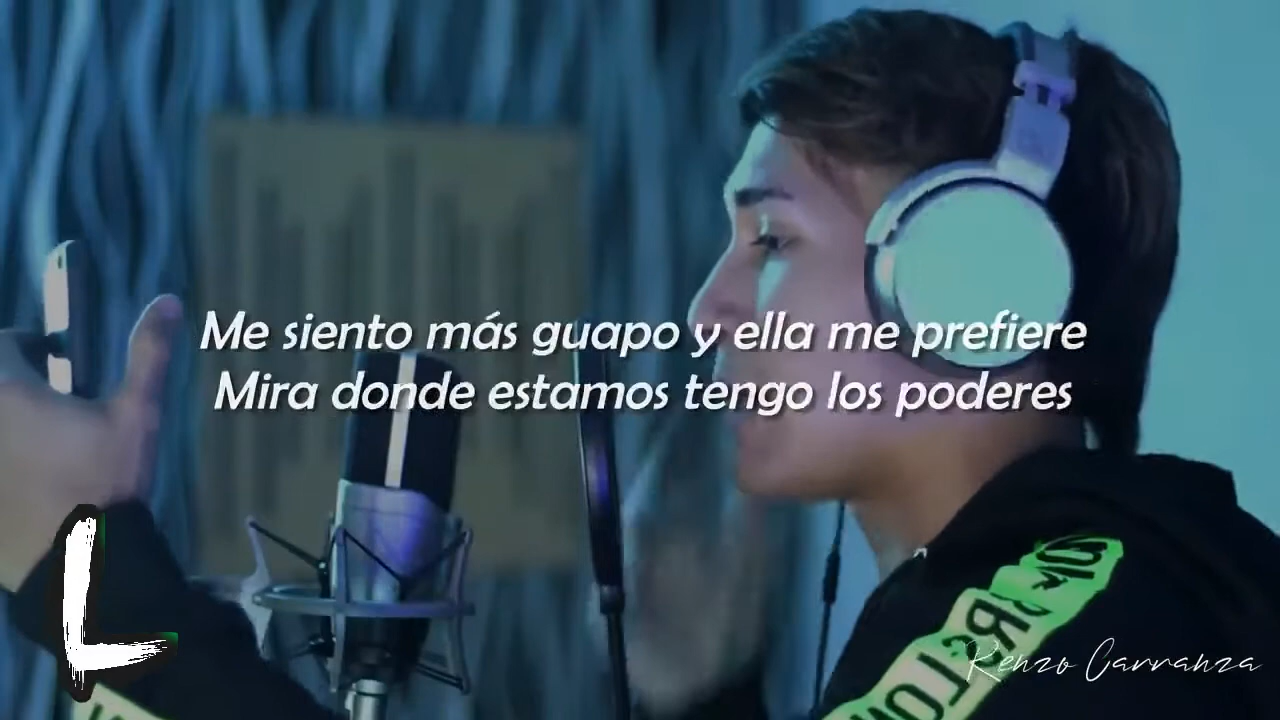 Me siento más guapo y ella me prefiere
Mira donde estamos tengo los poderes
L
Renzo Carranza